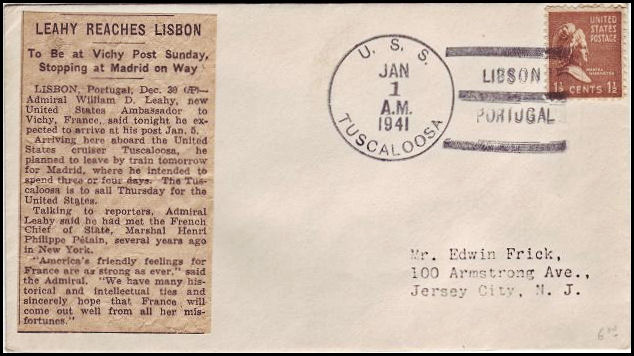 LEAHY REACHES LISBON
To Be at Vichy Post Sunday,
Stopping at Madrid on Way
LISBON, Portugal, Dec. 30 (AP)—
Admiral William D. Leahy, new
United States Ambassador to
Vichy, France, said tonight he ex-
pected to arrive at his post Jan. 5.
Arriving here aboard the United
States cruiser Tuscaloosa, he
planned to leave by train tomorrow
for Madrid, where he intended to
spend three or four days. The Tus-
caloosa is to sail Thursday for the
United States.
Talking to reporters, Admiral
Leahy said he had met the French
Chief of State, Marshal Henri
Philippe Pétain, several years ago
in New York.
"America's friendly feelings for
France are as strong as ever," said
the Admiral. "We have many his-
torical and intellectual ties and
sincerely hope that France will
come out well from all her mis-
fortunes."
U. S. S.
JAN
1
A.M.
1941
TUSCALOOSA
LIBSON
PORTUGAL
UNITED
STATES
POSTAGE
MARTHA
WASHINGTON
1½ CENTS 1½
Mr. Edwin Frick,
100 Armstrong Ave.,
Jersey City, N. J.